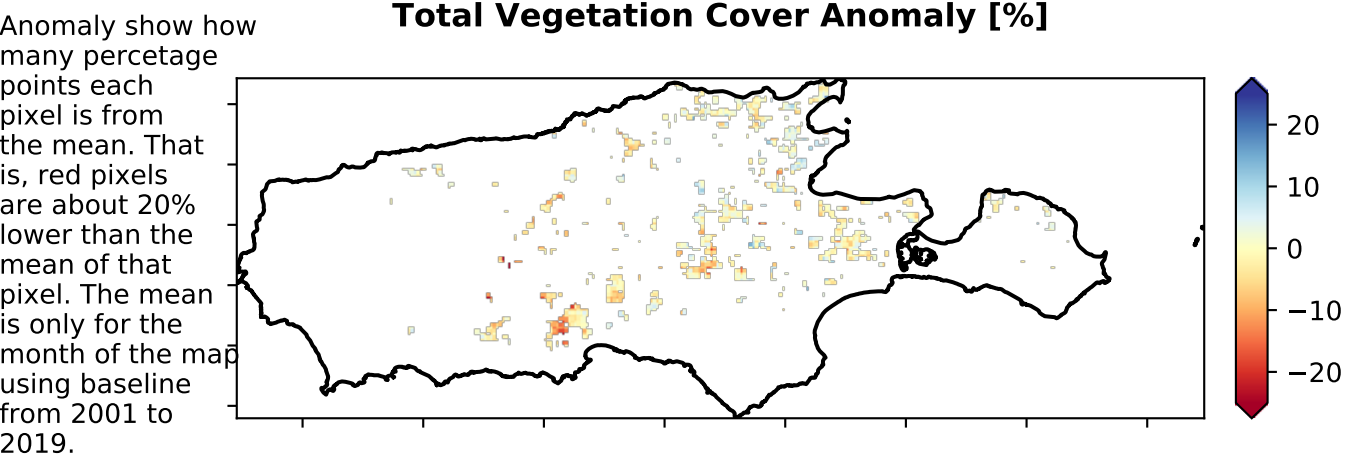 Total Vegetation Cover Anomaly [%]
Anomaly show how
many percetage
points each
pixel is from
the mean. That
is, red pixels
are about 20%
lower than the
mean of that
pixel. The mean
is only for the
month of the map
using baseline
from 2001 to
2019.
20
10
0
−10
−20